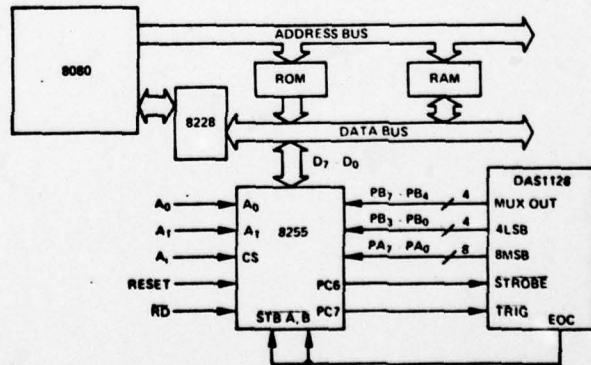 ADDRESS BUS
8080
ROM
RAM
8228
DATA BUS
D7 - D0
DAS1128
A0
A0
PB7 - PB4
4
MUX OUT
A1
A1
8255
PB3 - PB0
4
4LSB
CS
PA7 - PA0
8
8MSB
RESET
PC6
STROBE
RD
PC7
TRIG
STB A, B
EOC